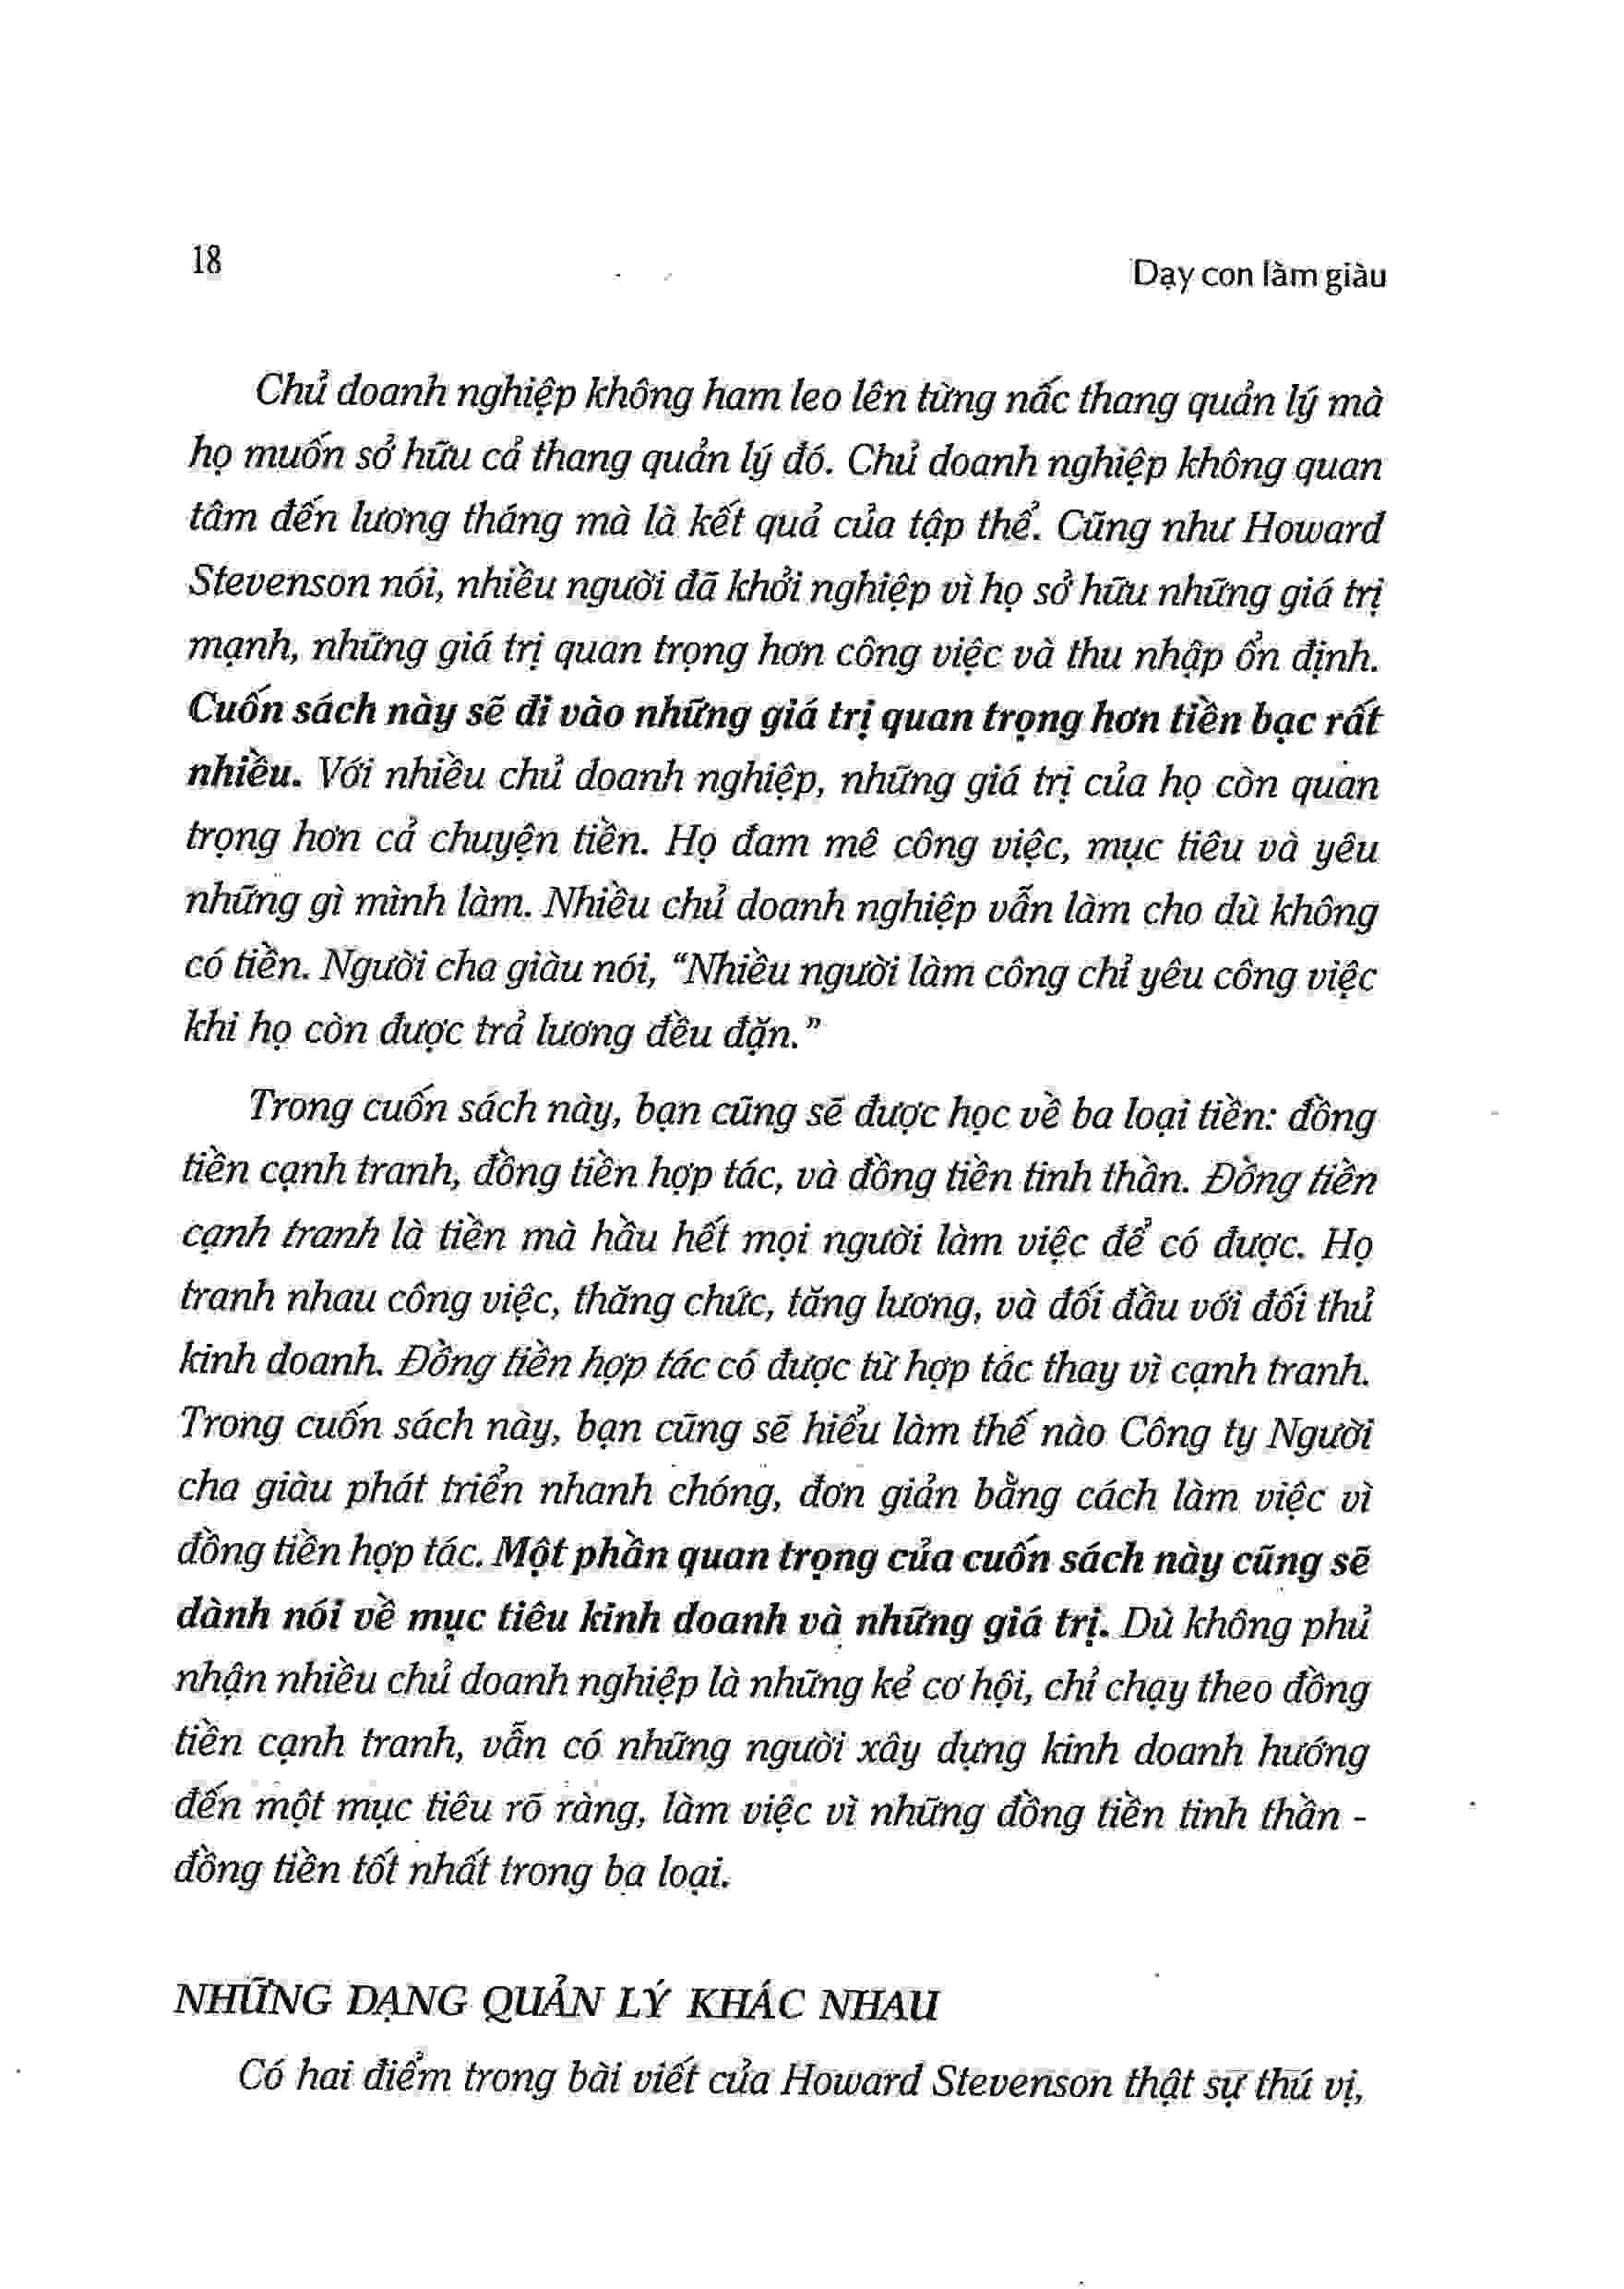 18
Dạy con làm giàu
Chủ doanh nghiệp không ham leo lên từng nấc thang quản lý mà
họ muốn sở hữu cả thang quản lý đó. Chủ doanh nghiệp không quan
tâm đến lương tháng mà là kết quả của tập thể. Cũng như Howard
Stevenson nói, nhiều người đã khởi nghiệp vì họ sở hữu những giá trị
mạnh, những giá trị quan trọng hơn công việc và thu nhập ổn định.
Cuốn sách này sẽ đi vào những giá trị quan trọng hơn tiền bạc rất
nhiều. Với nhiều chủ doanh nghiệp, những giá trị của họ còn quan
trọng hơn cả chuyện tiền. Họ đam mê công việc, mục tiêu và yêu
những gì mình làm. Nhiều chủ doanh nghiệp vẫn làm cho dù không
có tiền. Người cha giàu nói, “Nhiều người làm công chỉ yêu công việc
khi họ còn được trả lương đều đặn.”
Trong cuốn sách này, bạn cũng sẽ được học về ba loại tiền: đồng
tiền cạnh tranh, đồng tiền hợp tác, và đồng tiền tinh thần. Đồng tiền
cạnh tranh là tiền mà hầu hết mọi người làm việc để có được. Họ
tranh nhau công việc, thăng chức, tăng lương, và đối đầu với đối thủ
kinh doanh. Đồng tiền hợp tác có được từ hợp tác thay vì cạnh tranh.
Trong cuốn sách này, bạn cũng sẽ hiểu làm thế nào Công ty Người
cha giàu phát triển nhanh chóng, đơn giản bằng cách làm việc vì
đồng tiền hợp tác. Một phần quan trọng của cuốn sách này cũng sẽ
dành nói về mục tiêu kinh doanh và những giá trị. Dù không phủ
nhận nhiều chủ doanh nghiệp là những kẻ cơ hội, chỉ chạy theo đồng
tiền cạnh tranh, vẫn có những người xây dựng kinh doanh hướng
đến một mục tiêu rõ ràng, làm việc vì những đồng tiền tinh thần -
đồng tiền tốt nhất trong ba loại.
NHỮNG DẠNG QUẢN LÝ KHÁC NHAU
Có hai điểm trong bài viết của Howard Stevenson thật sự thú vị,